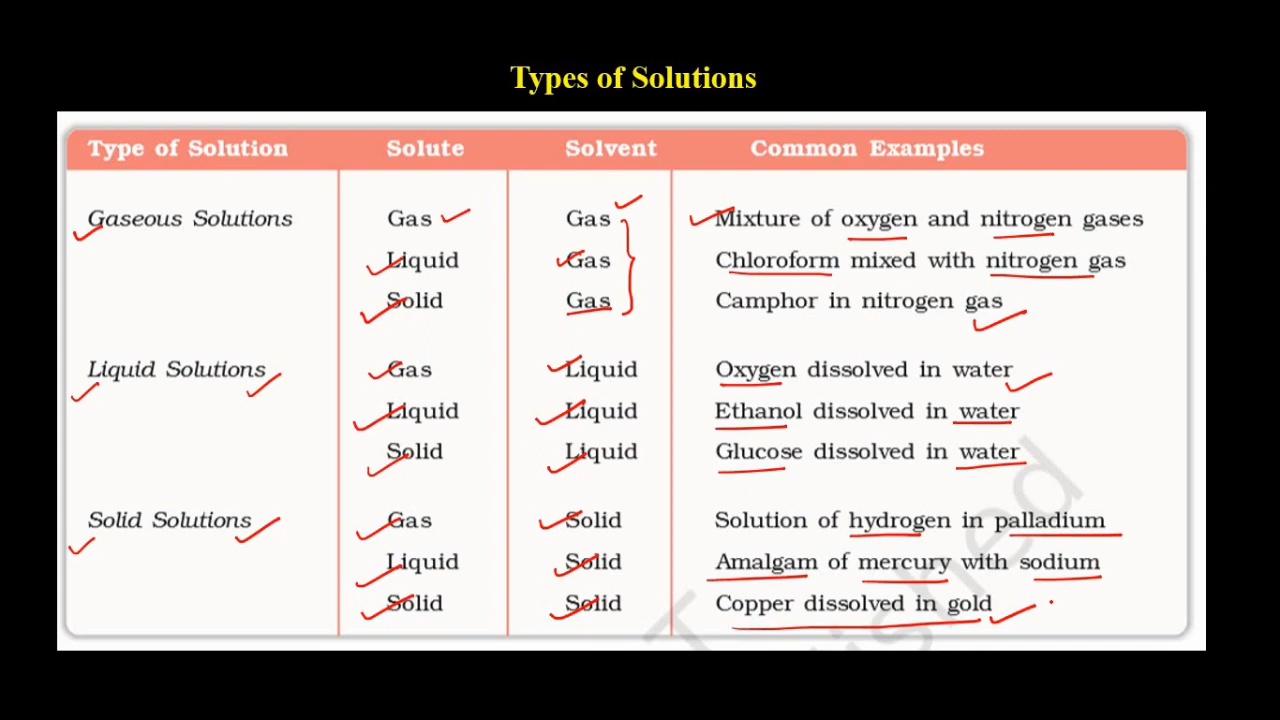 Types of Solutions
Type of Solution Solute Solvent Common Examples
Gaseous Solutions Gas Gas Mixture of oxygen and nitrogen gases
Liquid Gas Chloroform mixed with nitrogen gas
Solid Gas Camphor in nitrogen gas
Liquid Solutions Gas Liquid Oxygen dissolved in water
Liquid Liquid Ethanol dissolved in water
Solid Liquid Glucose dissolved in water
Solid Solutions Gas Solid Solution of hydrogen in palladium
Liquid Solid Amalgam of mercury with sodium
Solid Solid Copper dissolved in gold